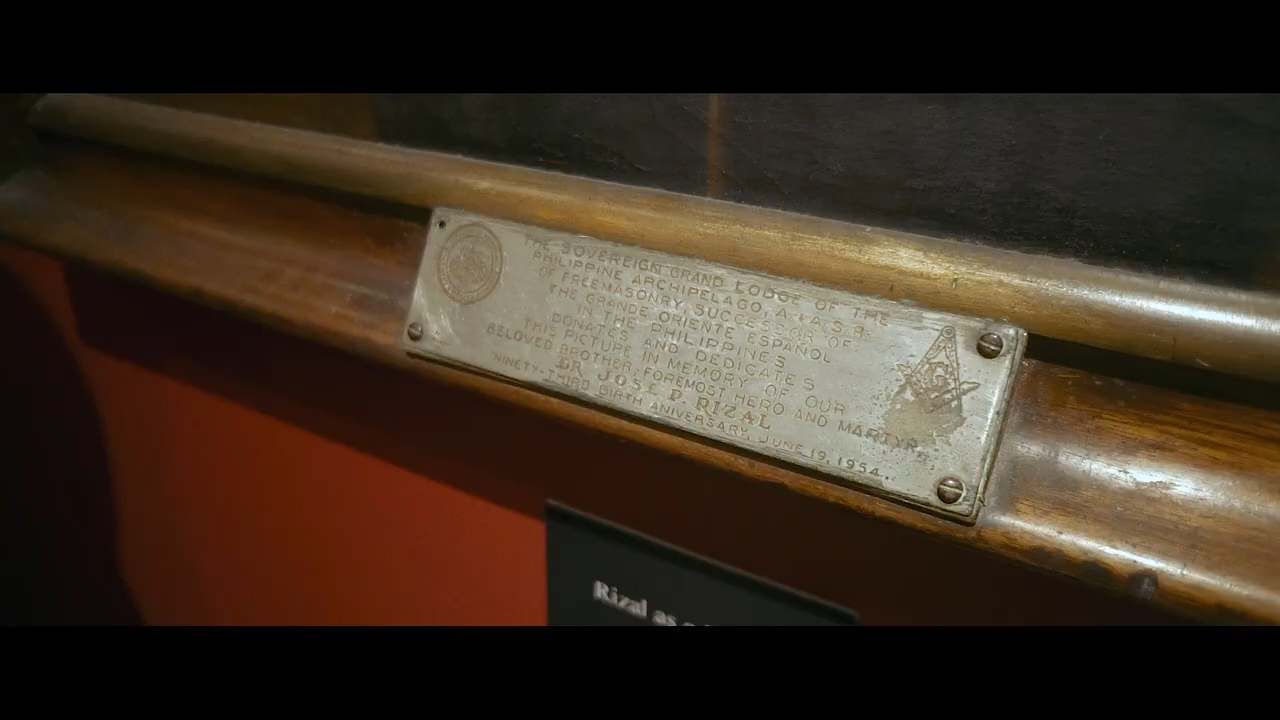 THE SOVEREIGN GRAND LODGE OF THE
PHILIPPINE ARCHIPELAGO, A.&A.S.R.
OF FREEMASONRY, SUCCESSOR OF
THE GRANDE ORIENTE ESPAÑOL
IN THE PHILIPPINES
DONATES AND DEDICATES
THIS PICTURE IN MEMORY OF OUR
BELOVED BROTHER, FOREMOST HERO AND MARTYR,
DR. JOSE P. RIZAL
NINETY-THIRD BIRTH ANIVERSARY, JUNE 19, 1954.
Rizal as